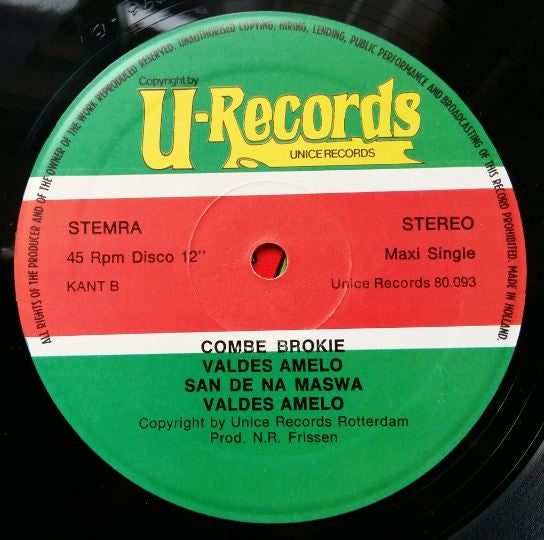 ALL RIGHTS OF THE PRODUCER AND OF THE OWNER OF THE WORK REPRODUCED RESERVED. UNAUTHORISED COPYING, HIRING, LENDING, PUBLIC PERFORMANCE AND BROADCASTING OF THIS RECORD PROHIBITED. MADE IN HOLLAND.
Copyright by
U-Records
UNICE RECORDS
STEMRA STEREO
45 Rpm Disco 12" Maxi Single
KANT B Unice Records 80.093
COMBE BROKIE
VALDES AMELO
SAN DE NA MASWA
VALDES AMELO
Copyright by Unice Records Rotterdam
Prod. N.R. Frissen